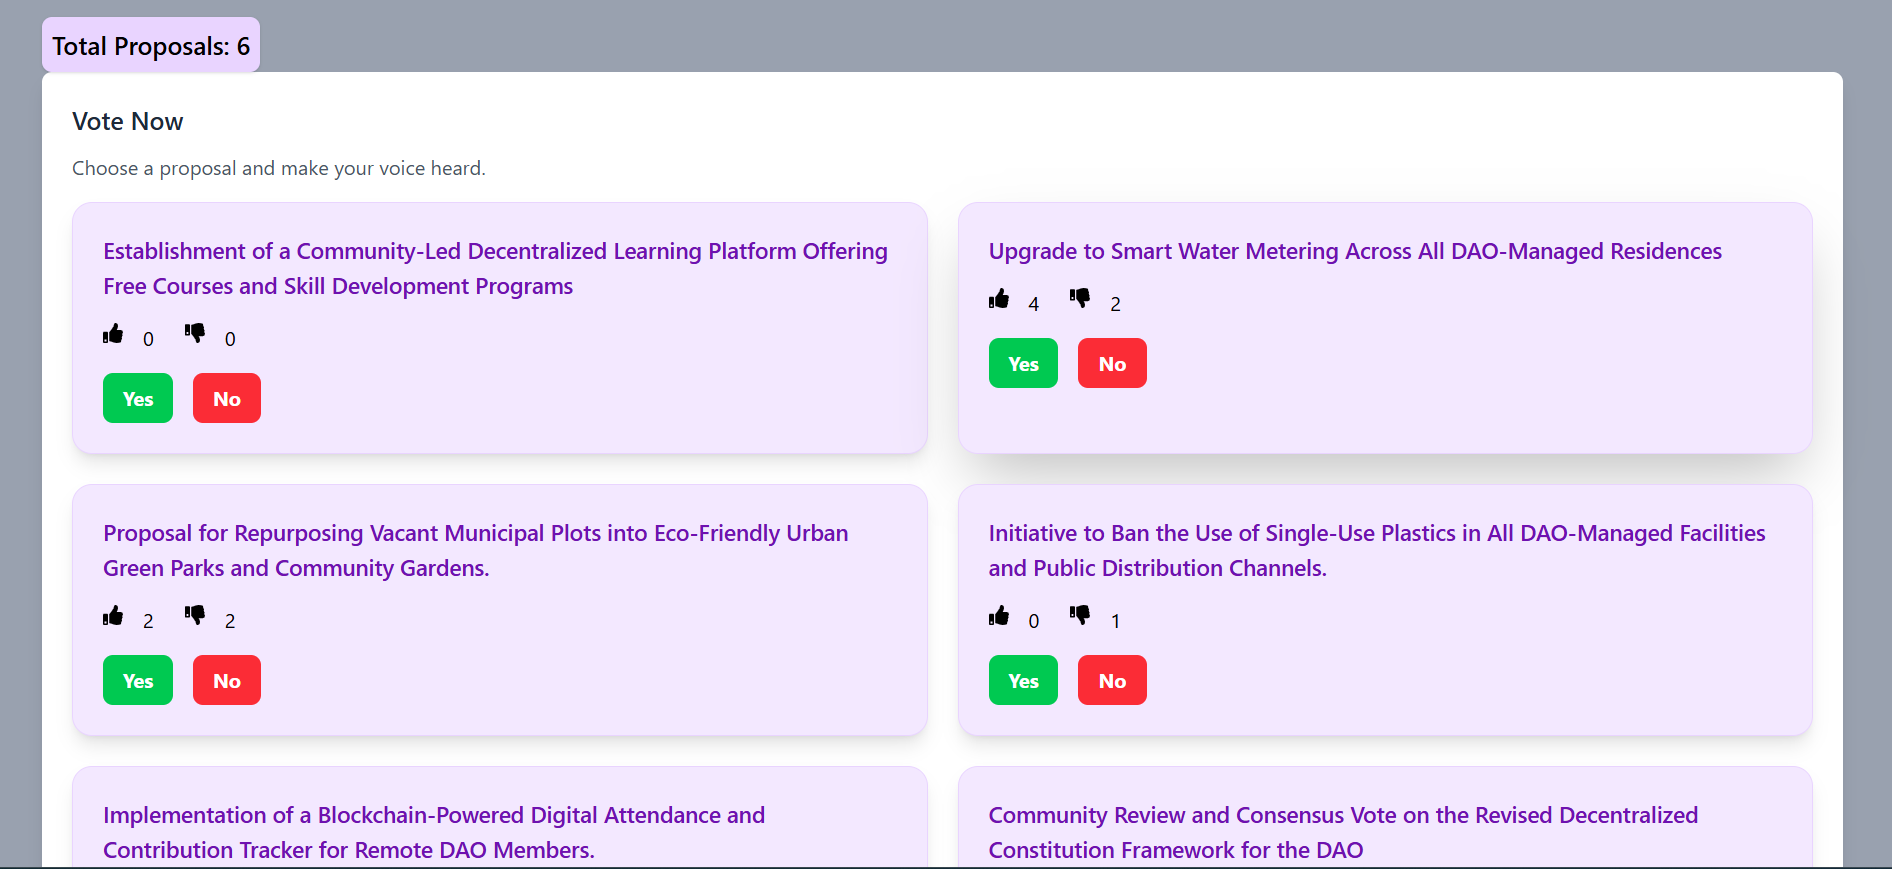 Total Proposals: 6
Vote Now
Choose a proposal and make your voice heard.
Establishment of a Community-Led Decentralized Learning Platform Offering
Free Courses and Skill Development Programs
0 0
Yes No
Upgrade to Smart Water Metering Across All DAO-Managed Residences
4 2
Yes No
Proposal for Repurposing Vacant Municipal Plots into Eco-Friendly Urban
Green Parks and Community Gardens.
2 2
Yes No
Initiative to Ban the Use of Single-Use Plastics in All DAO-Managed Facilities
and Public Distribution Channels.
0 1
Yes No
Implementation of a Blockchain-Powered Digital Attendance and
Contribution Tracker for Remote DAO Members.
Community Review and Consensus Vote on the Revised Decentralized
Constitution Framework for the DAO